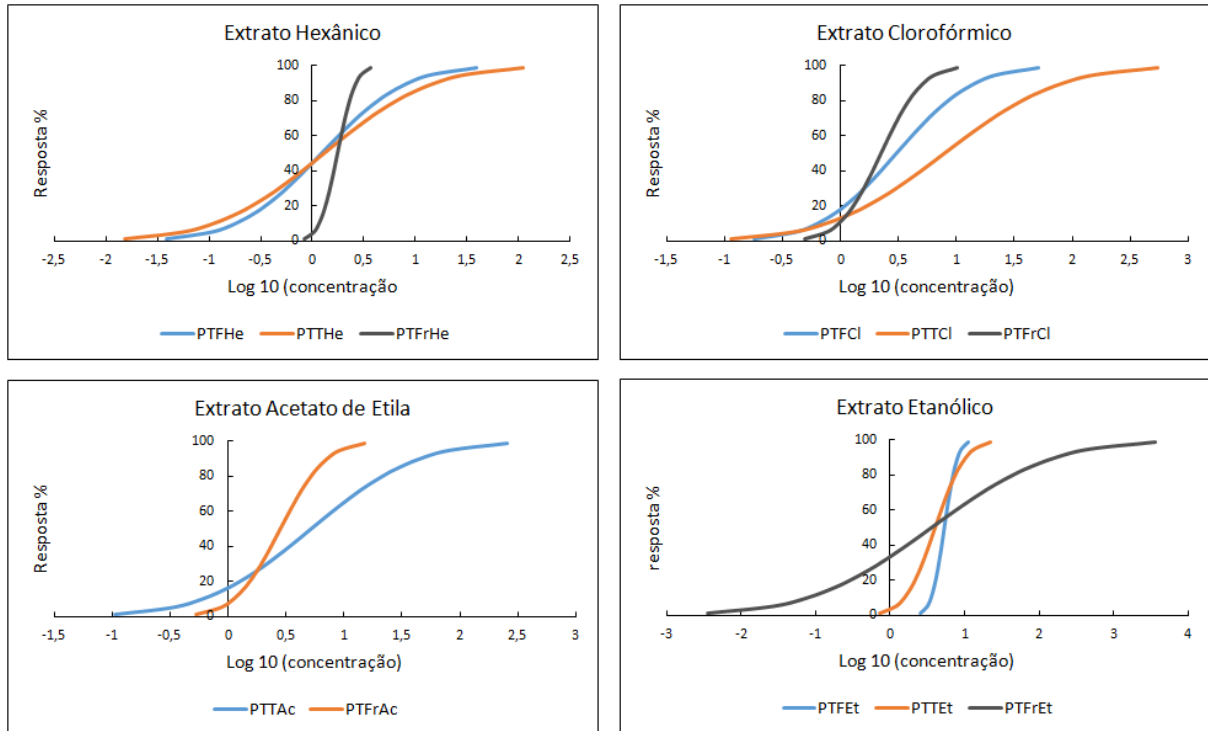 Extrato Hexânico
Resposta %
100
80
60
40
20
0
-2,5 -2 -1,5 -1 -0,5 0 0,5 1 1,5 2 2,5
Log 10 (concentração
PTFHe PTTHe PTFrHe
Extrato Clorofórmico
Resposta %
100
80
60
40
20
0
-1,5 -1 -0,5 0 0,5 1 1,5 2 2,5 3
Log 10 (concentração)
PTFCl PTTCl PTFrCl
Extrato Acetato de Etila
Resposta %
100
80
60
40
20
0
-1,5 -1 -0,5 0 0,5 1 1,5 2 2,5 3
Log 10 (concentração)
PTTAc PTFrAc
Extrato Etanólico
resposta %
100
80
60
40
20
0
-3 -2 -1 0 1 2 3 4
Log 10 (concentração)
PTFEt PTTEt PTFrEt